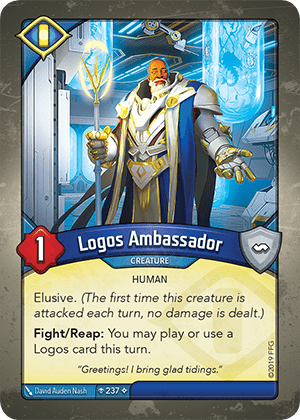 Logos Ambassador
CREATURE
1
HUMAN
Elusive. (The first time this creature is
attacked each turn, no damage is dealt.)
Fight/Reap: You may play or use a
Logos card this turn.
“Greetings! I bring glad tidings.”
David Auden Nash
237
©2019 FFG